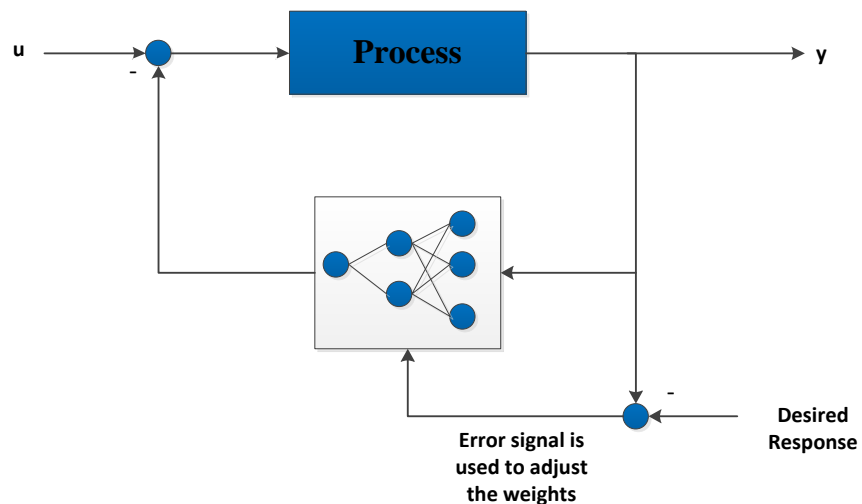 u
Process
y
-
-
Desired
Response
Error signal is
used to adjust
the weights